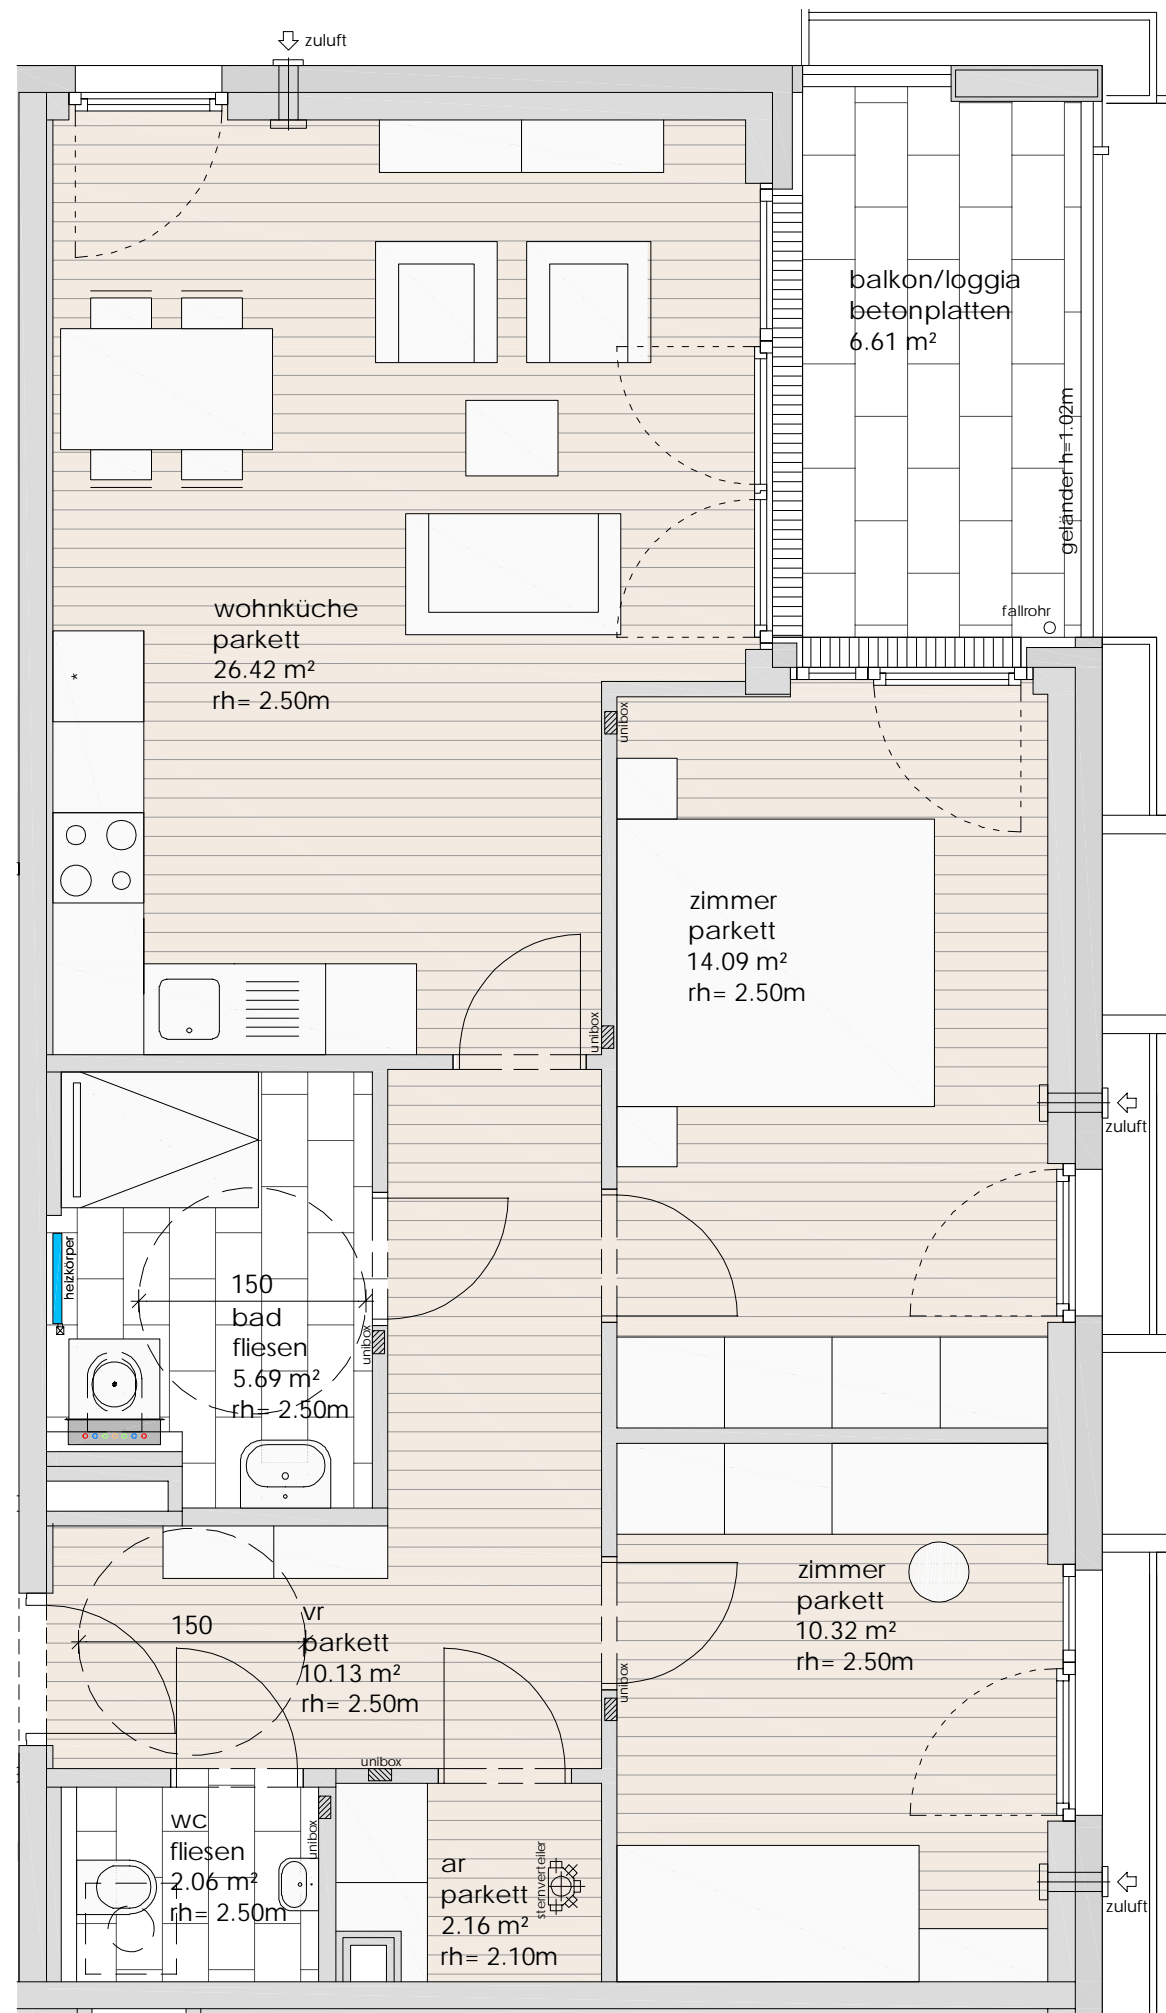 zuluft
balkon/loggia
betonplatten
6.61 m²
geländer h=1.02m
fallrohr
wohnküche
parkett
26.42 m²
rh= 2.50m
*
unibox
zimmer
parkett
14.09 m²
rh= 2.50m
unibox
zuluft
heizkörper
150
bad
fliesen
5.69 m²
rh= 2.50m
unibox
zimmer
parkett
10.32 m²
rh= 2.50m
150
vr
parkett
10.13 m²
rh= 2.50m
unibox
unibox
wc
fliesen
2.06 m²
rh= 2.50m
unibox
ar
parkett
2.16 m²
rh= 2.10m
sternverteiler
zuluft